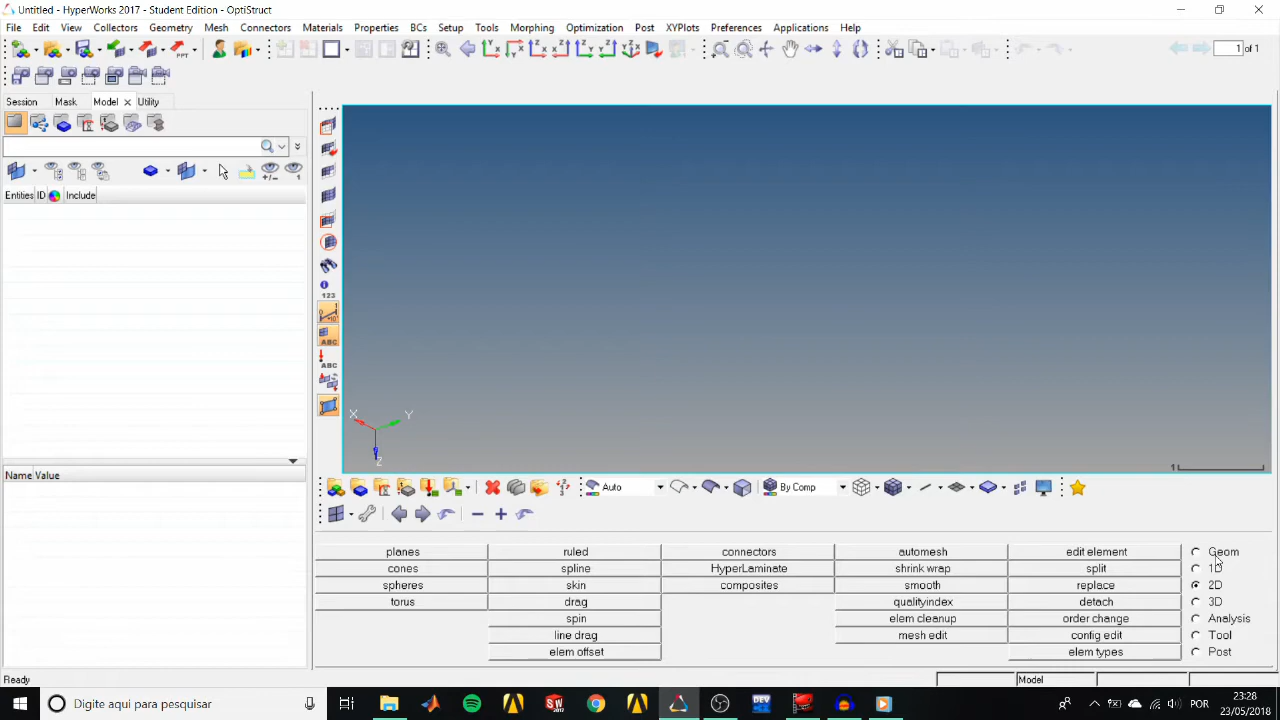 Untitled - HyperWorks 2017 - Student Edition - OptiStruct
File Edit View Collectors Geometry Mesh Connectors Materials Properties BCs Setup Tools Morphing Optimization Post XYPlots Preferences Applications Help
1 of 1
Session Mask Model Utility
Entities ID Include
123
ABC
ABC
X Y Z
1
Name Value
Auto By Comp
planes ruled connectors automesh edit element Geom
cones spline HyperLaminate shrink wrap split 1D
spheres skin composites smooth replace 2D
torus drag qualityindex detach 3D
spin elem cleanup order change Analysis
line drag mesh edit config edit Tool
elem offset elem types Post
Ready Model
Digite aqui para pesquisar
POR
23:28
23/05/2018